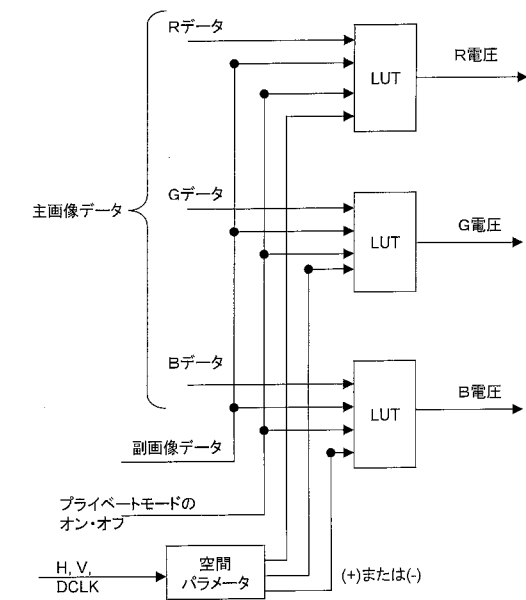 Rデータ
LUT
R電圧
主画像データ
Gデータ
LUT
G電圧
Bデータ
LUT
B電圧
副画像データ
プライベートモードの
オン・オフ
H, V,
DCLK
空間
パラメータ
(+)または(-)